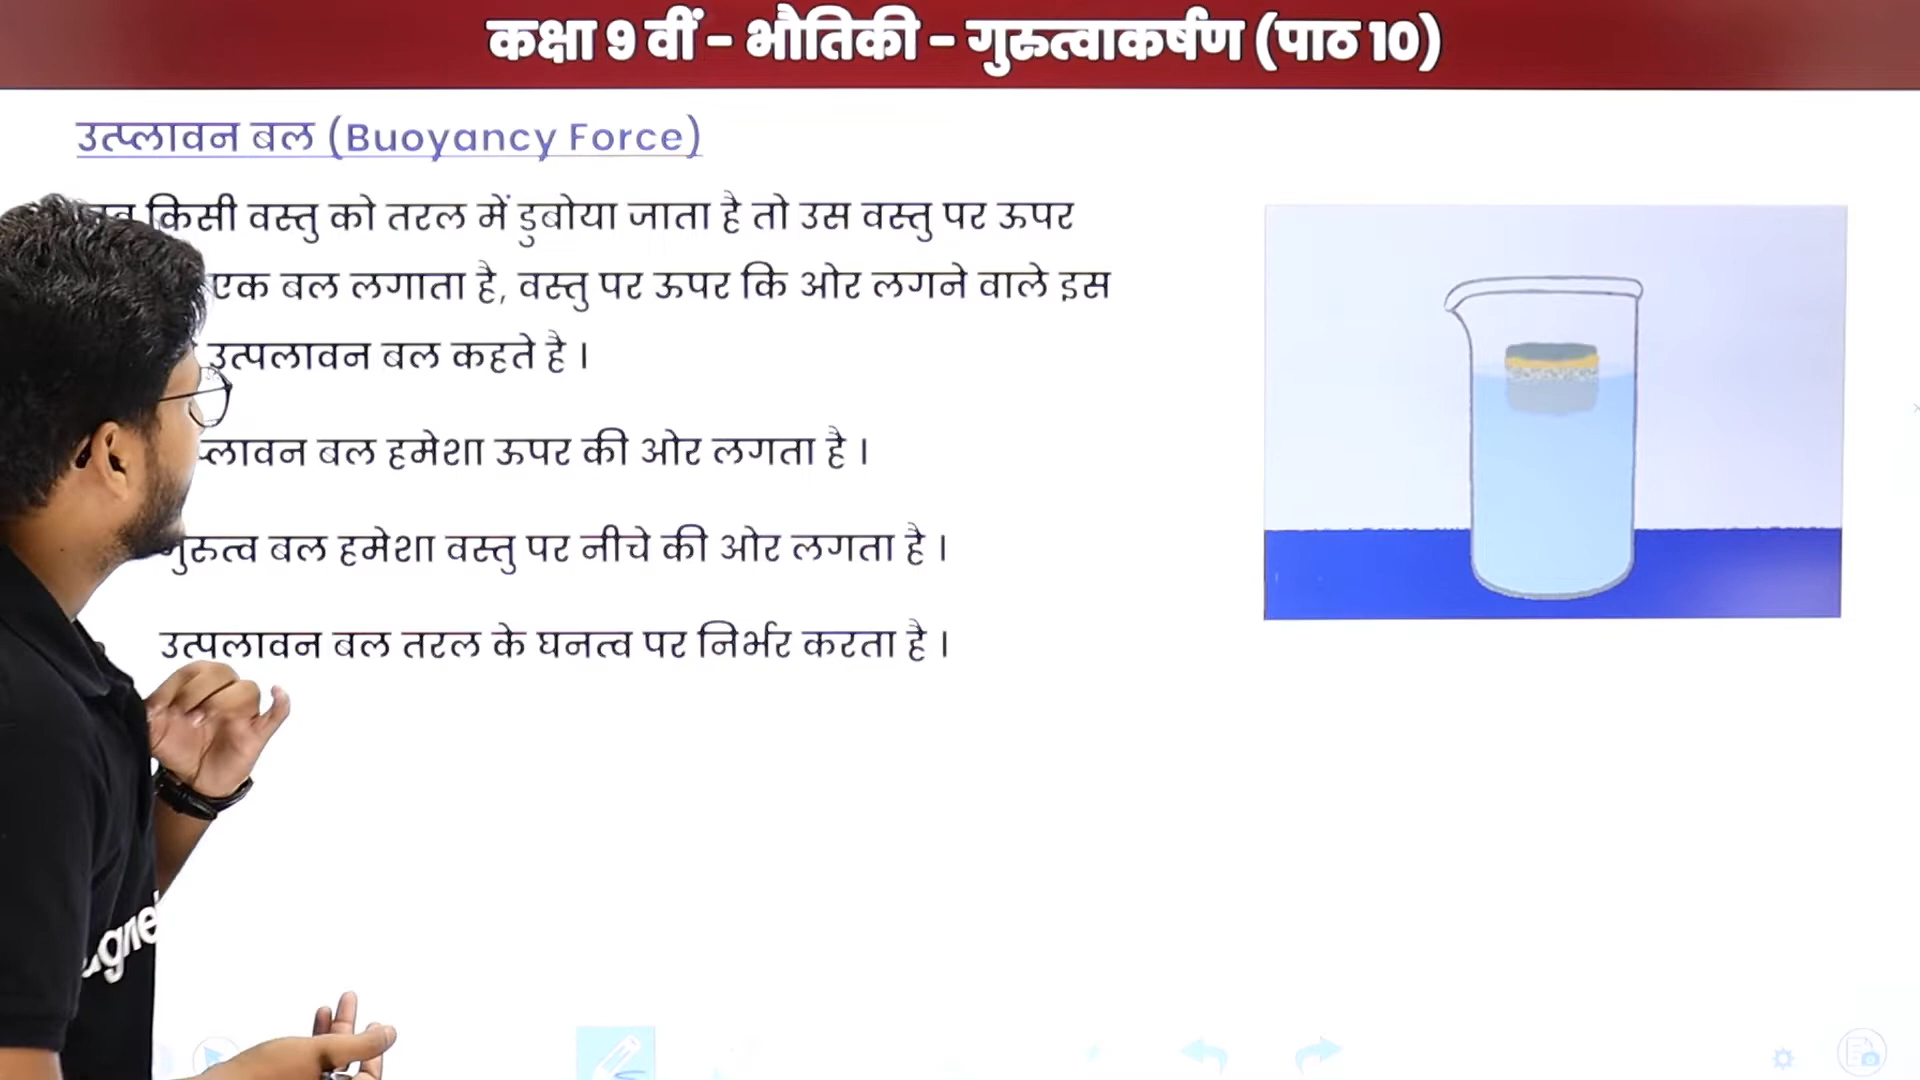 कक्षा 9 वीं - भौतिकी - गुरुत्वाकर्षण (पाठ 10)
उत्प्लावन बल (Buoyancy Force)
किसी वस्तु को तरल में डुबोया जाता है तो उस वस्तु पर ऊपर
एक बल लगाता है, वस्तु पर ऊपर कि ओर लगने वाले इस
उत्पलावन बल कहते है ।
बल हमेशा ऊपर की ओर लगता है ।
गुरुत्व बल हमेशा वस्तु पर नीचे की ओर लगता है ।
उत्पलावन बल तरल के घनत्व पर निर्भर करता है ।